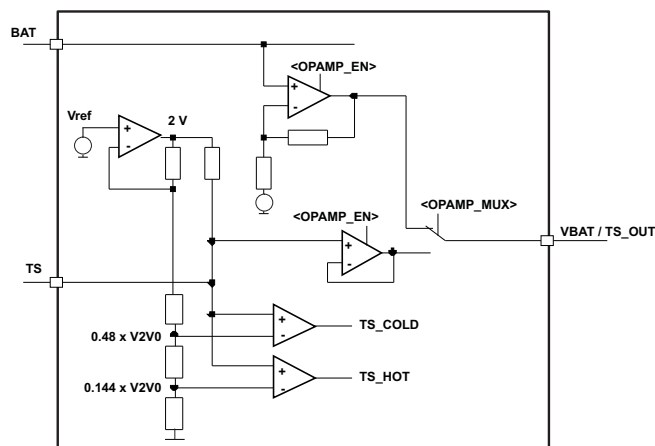 BAT
<OPAMP_EN>
+
-
Vref
2 V
+
-
<OPAMP_EN>
<OPAMP_MUX>
VBAT / TS_OUT
+
-
TS
+
-
TS_COLD
0.48 x V2V0
+
-
TS_HOT
0.144 x V2V0